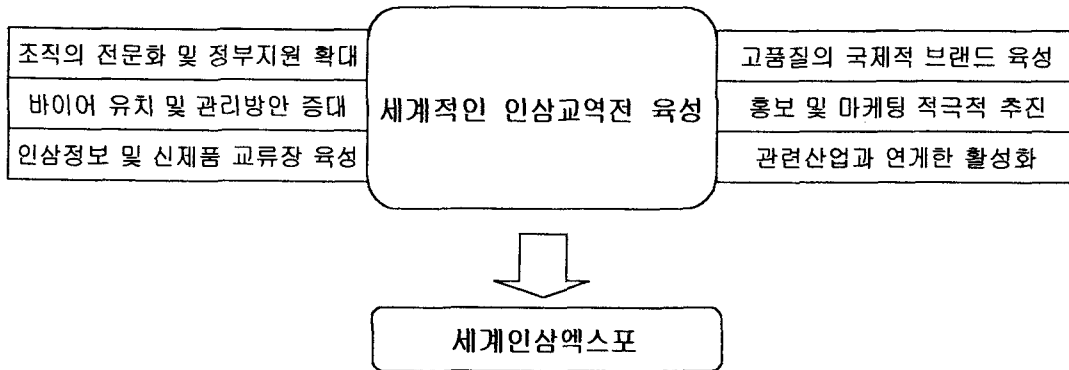 조직의 전문화 및 정부지원 확대
바이어 유치 및 관리방안 증대
인삼정보 및 신제품 교류장 육성
세계적인 인삼교역전 육성
고품질의 국제적 브랜드 육성
홍보 및 마케팅 적극적 추진
관련산업과 연개한 활성화
세계인삼엑스포